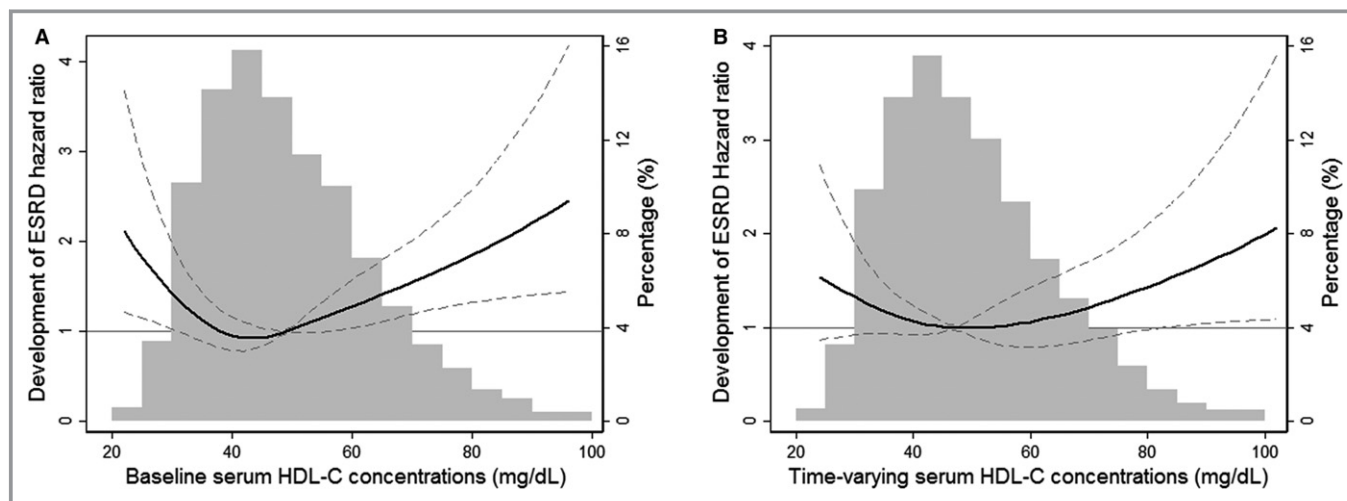 A
Development of ESRD hazard ratio
4
3
2
1
0
16
12
8
4
0
Percentage (%)
20 40 60 80 100
Baseline serum HDL-C concentrations (mg/dL)
B
Development of ESRD Hazard ratio
4
3
2
1
0
16
12
8
4
0
Percentage (%)
20 40 60 80 100
Time-varying serum HDL-C concentrations (mg/dL)